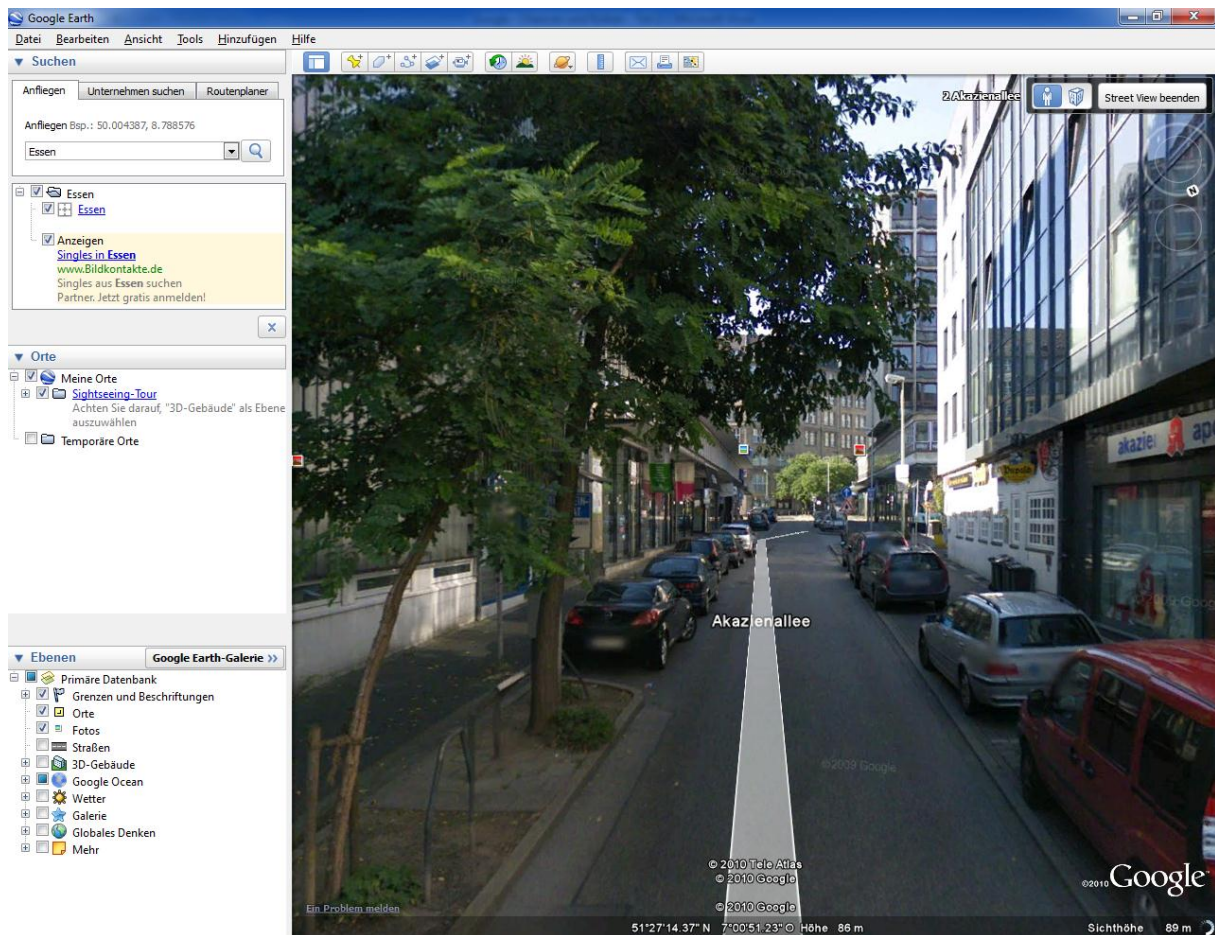 Google Earth
Datei Bearbeiten Ansicht Tools Hinzufügen Hilfe
Suchen
Anfliegen Unternehmen suchen Routenplaner
Anfliegen Bsp.: 50.004387, 8.788576
Essen
Essen
Essen
Anzeigen
Singles in Essen
www.Bildkontakte.de
Singles aus Essen suchen
Partner. Jetzt gratis anmelden!
Orte
Meine Orte
Sightseeing-Tour
Achten Sie darauf, "3D-Gebäude" als Ebene
auszuwählen
Temporäre Orte
Ebenen Google Earth-Galerie >>
Primäre Datenbank
Grenzen und Beschriftungen
Orte
Fotos
Straßen
3D-Gebäude
Google Ocean
Wetter
Galerie
Globales Denken
Mehr
2 Akazienallee
Street View beenden
N
akazien apo
Akazienallee
©2009 Google
© 2010 Tele Atlas
© 2010 Google
© 2010 Google
©2010 Google
Ein Problem melden
51°27'14.37" N 7°00'51.23" O Höhe 86 m
Sichthöhe 89 m